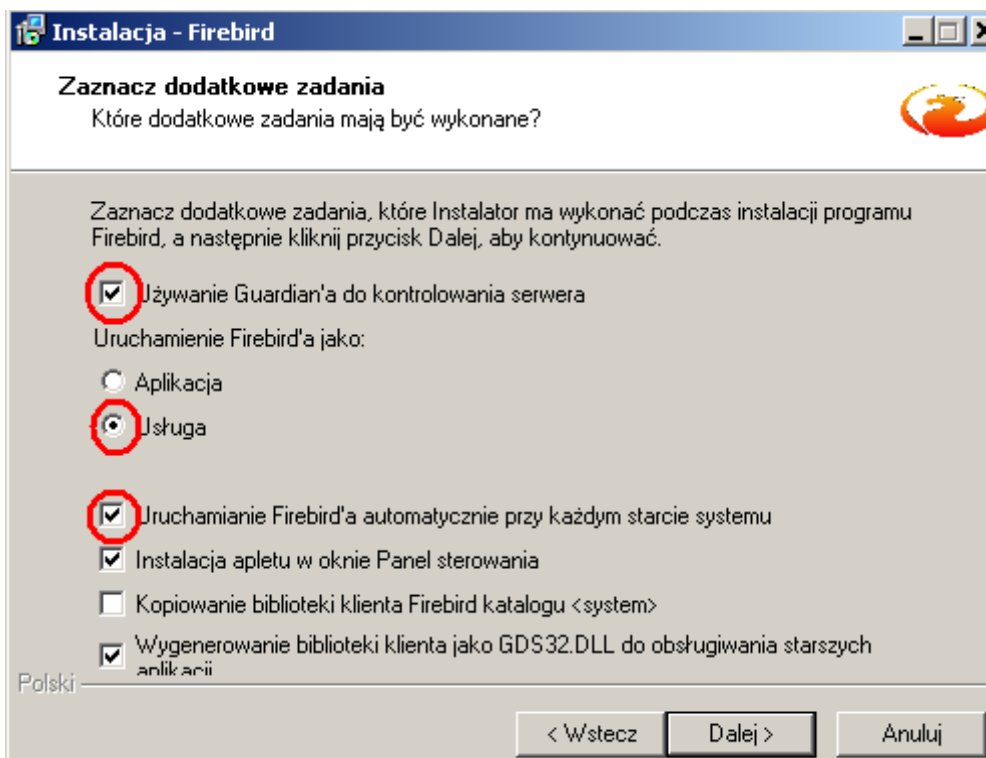 Instalacja - Firebird
Zaznacz dodatkowe zadania
Które dodatkowe zadania mają być wykonane?
Zaznacz dodatkowe zadania, które Instalator ma wykonać podczas instalacji programu
Firebird, a następnie kliknij przycisk Dalej, aby kontynuować.
Używanie Guardian'a do kontrolowania serwera
Uruchamienie Firebird'a jako:
Aplikacja
Usługa
Uruchamianie Firebird'a automatycznie przy każdym starcie systemu
Instalacja apletu w oknie Panel sterowania
Kopiowanie biblioteki klienta Firebird katalogu <system>
Wygenerowanie biblioteki klienta jako GDS32.DLL do obsługiwania starszych
aplikacji
Polski
< Wstecz
Dalej >
Anuluj